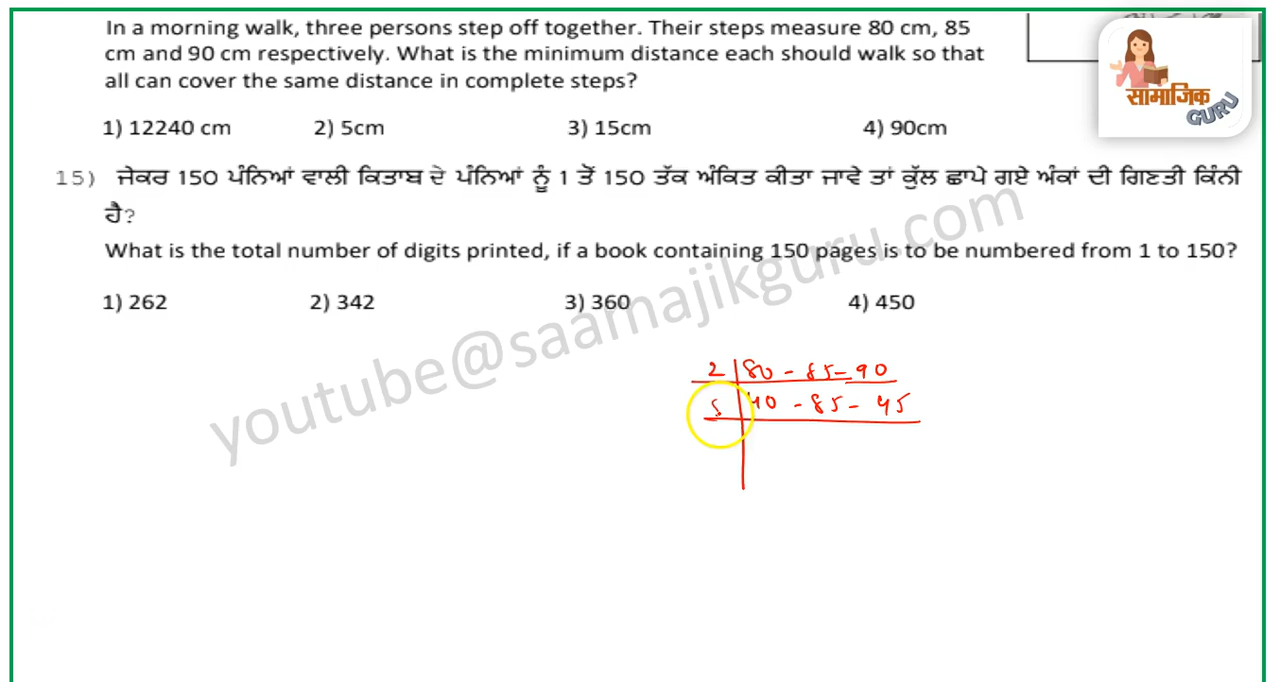 In a morning walk, three persons step off together. Their steps measure 80 cm, 85
cm and 90 cm respectively. What is the minimum distance each should walk so that
all can cover the same distance in complete steps?
1) 12240 cm 2) 5cm 3) 15cm 4) 90cm
सामाजिक
GURU
15) ਜੇਕਰ 150 ਪੰਨਿਆਂ ਵਾਲੀ ਕਿਤਾਬ ਦੇ ਪੰਨਿਆਂ ਨੂੰ 1 ਤੋਂ 150 ਤੱਕ ਅੰਕਿਤ ਕੀਤਾ ਜਾਵੇ ਤਾਂ ਕੁੱਲ ਛਾਪੇ ਗਏ ਅੰਕਾਂ ਦੀ ਗਿਣਤੀ ਕਿੰਨੀ
ਹੈ?
What is the total number of digits printed, if a book containing 150 pages is to be numbered from 1 to 150?
1) 262 2) 342 3) 360 4) 450
youtube@saamajikguru.com
2 80 - 85 - 90
5 40 - 85 - 45